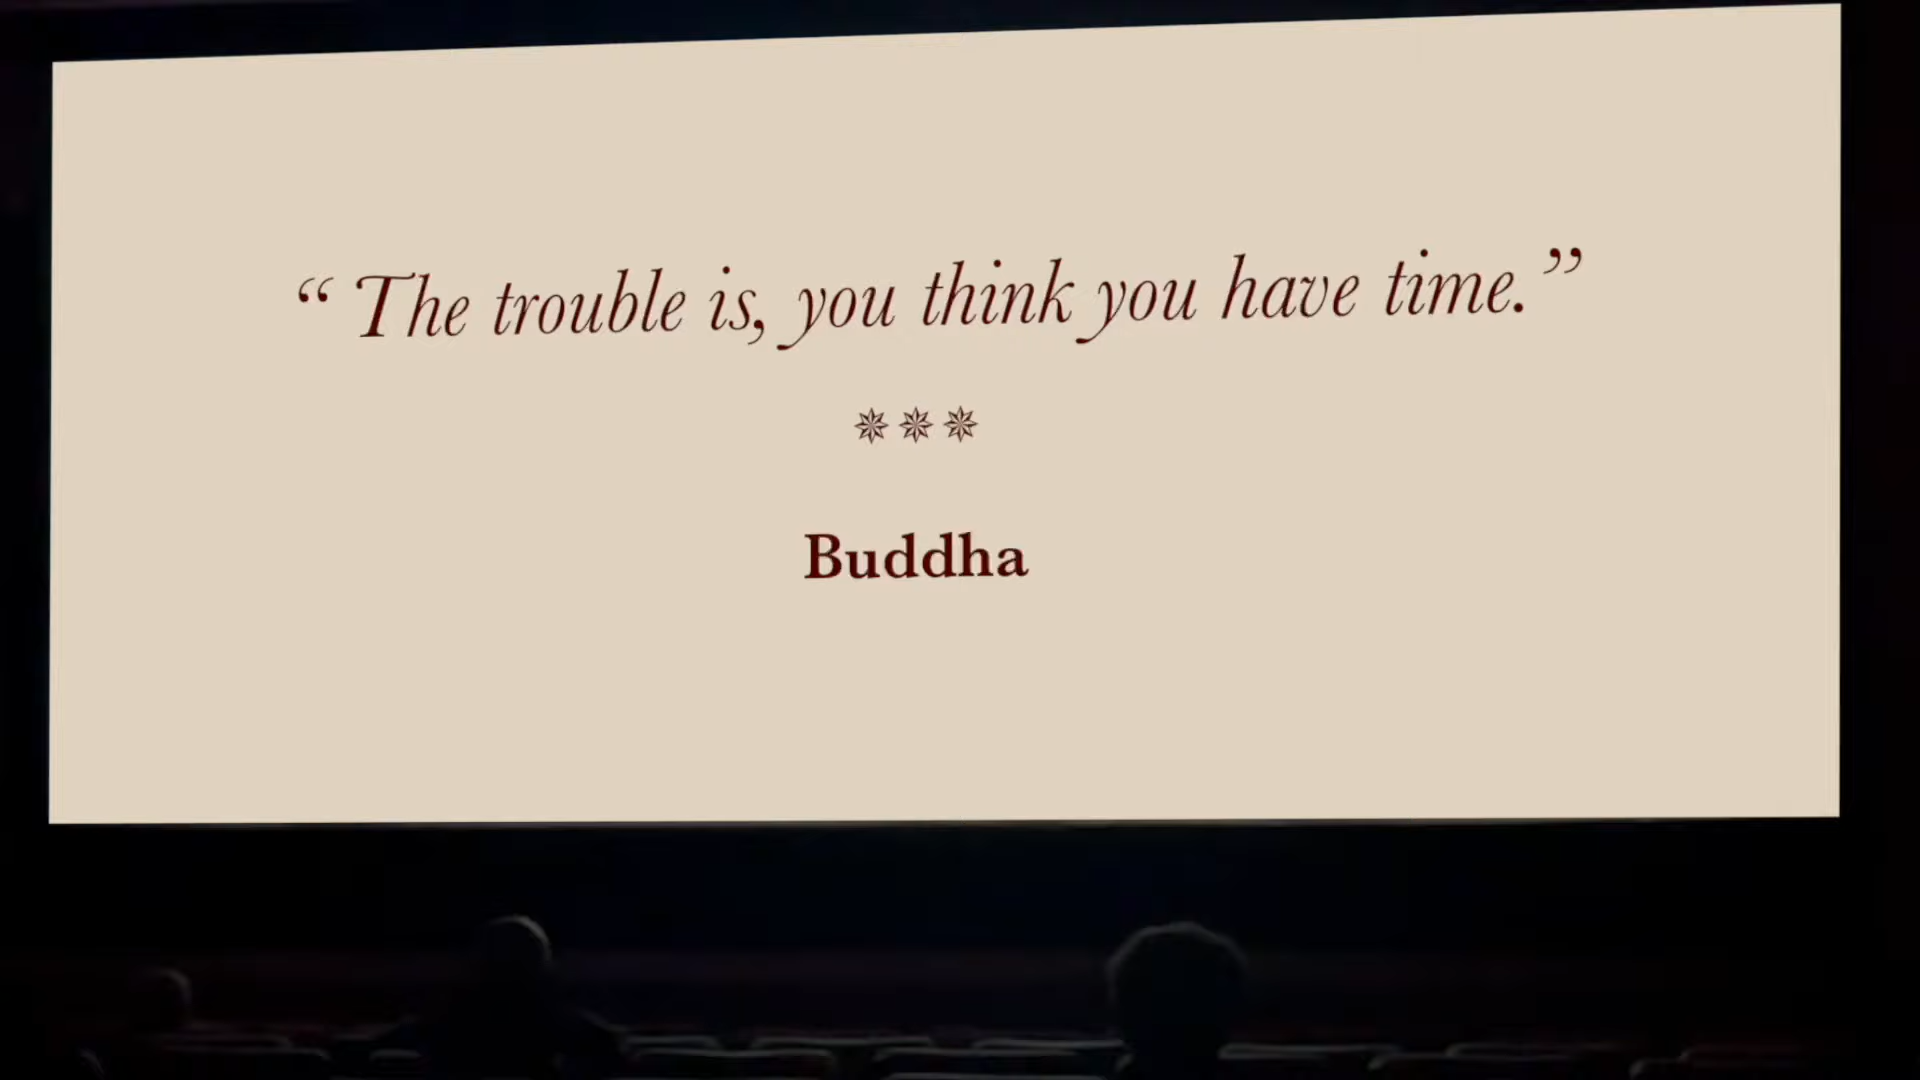 “ The trouble is, you think you have time.”
✵✵✵
Buddha